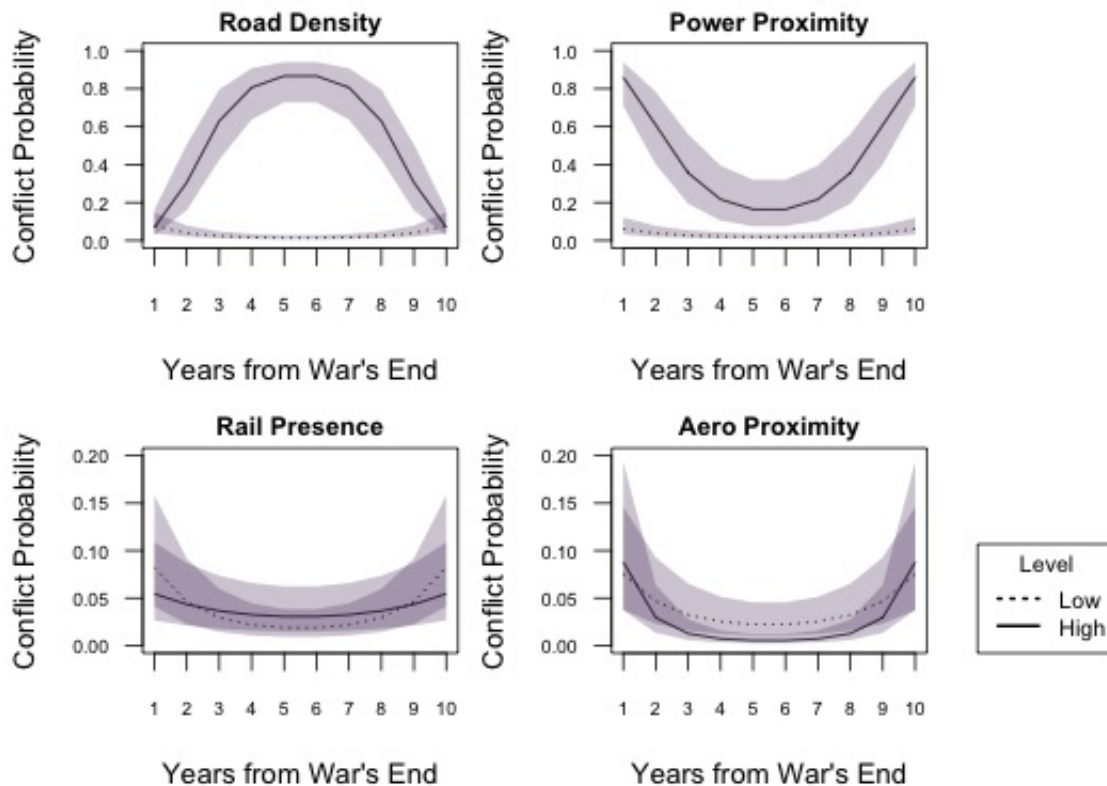 Road Density
Conflict Probability
1.0
0.8
0.6
0.4
0.2
0.0
1 2 3 4 5 6 7 8 9 10
Years from War's End
Power Proximity
Conflict Probability
1.0
0.8
0.6
0.4
0.2
0.0
1 2 3 4 5 6 7 8 9 10
Years from War's End
Rail Presence
Conflict Probability
0.20
0.15
0.10
0.05
0.00
1 2 3 4 5 6 7 8 9 10
Years from War's End
Aero Proximity
Conflict Probability
0.20
0.15
0.10
0.05
0.00
1 2 3 4 5 6 7 8 9 10
Years from War's End
Level
Low
High